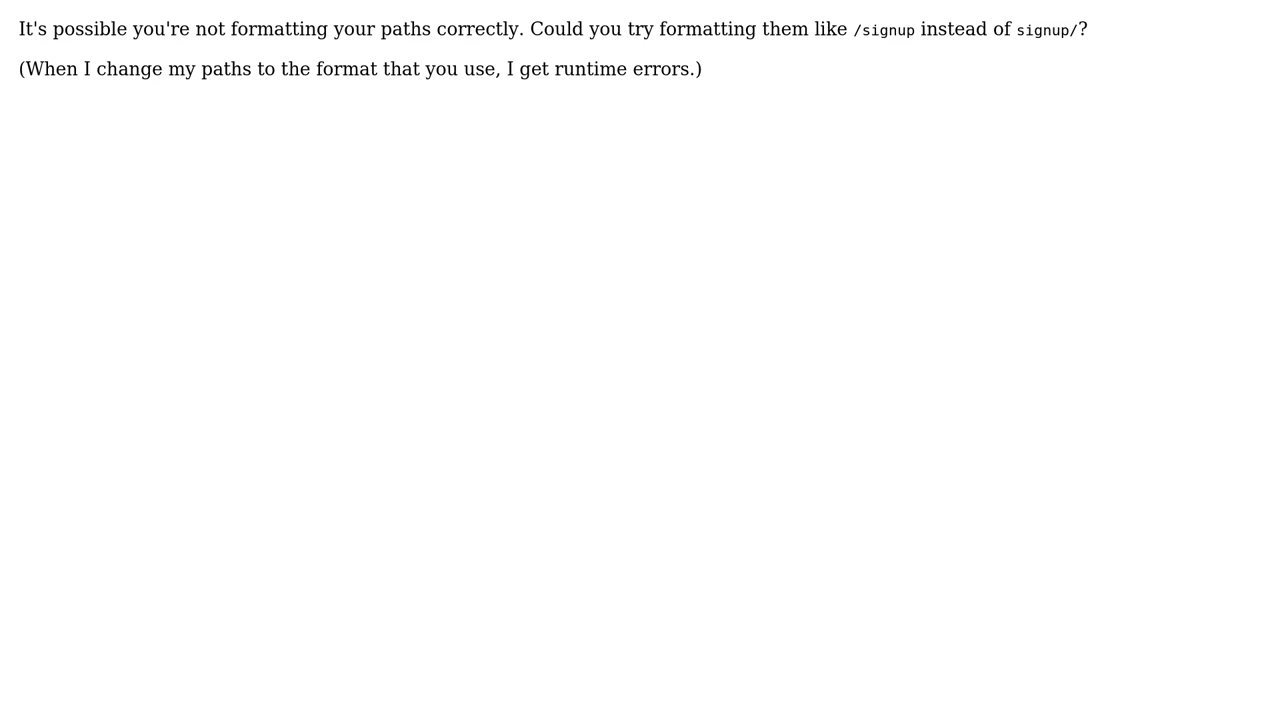 It's possible you're not formatting your paths correctly. Could you try formatting them like /signup instead of signup/?
(When I change my paths to the format that you use, I get runtime errors.)